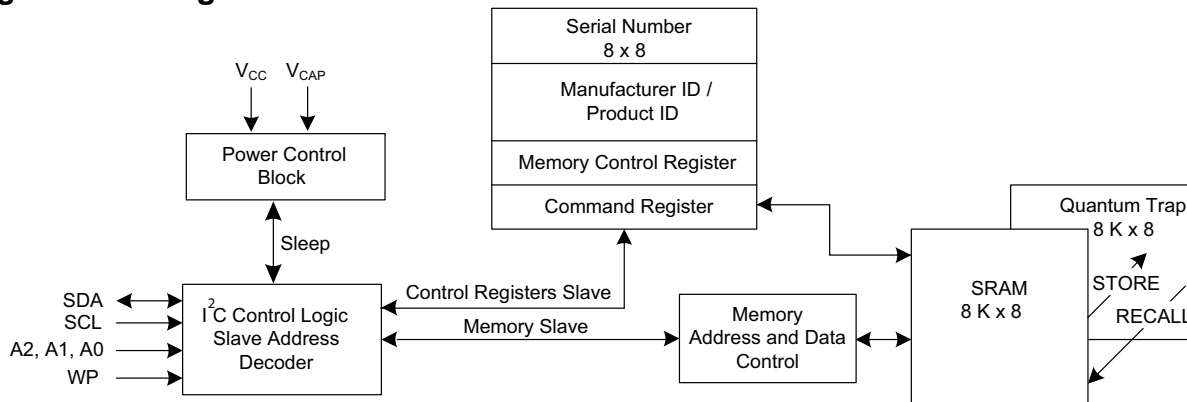 Serial Number
8 x 8
Manufacturer ID /
Product ID
Memory Control Register
Command Register
VCC
VCAP
Power Control
Block
Sleep
Quantum Trap
8 K x 8
SRAM
8 K x 8
STORE
RECALL
SDA
SCL
A2, A1, A0
WP
I2C Control Logic
Slave Address
Decoder
Control Registers Slave
Memory Slave
Memory
Address and Data
Control